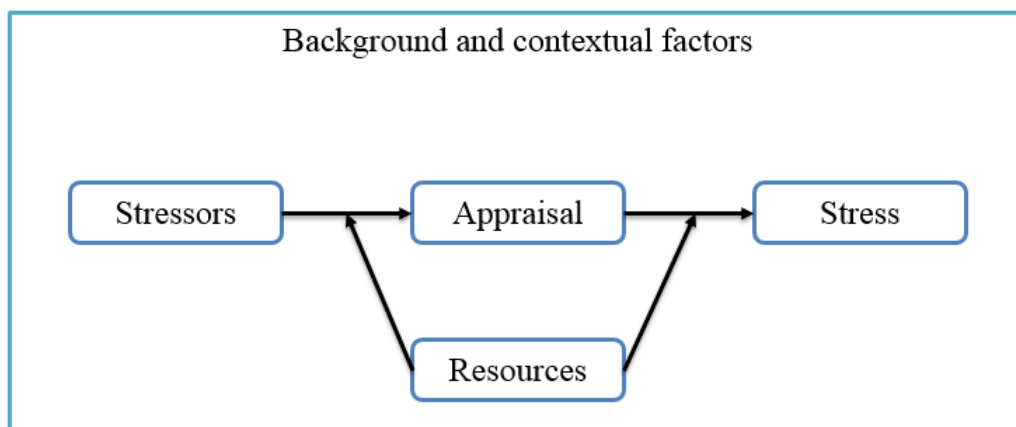 Background and contextual factors
Stressors
Appraisal
Stress
Resources